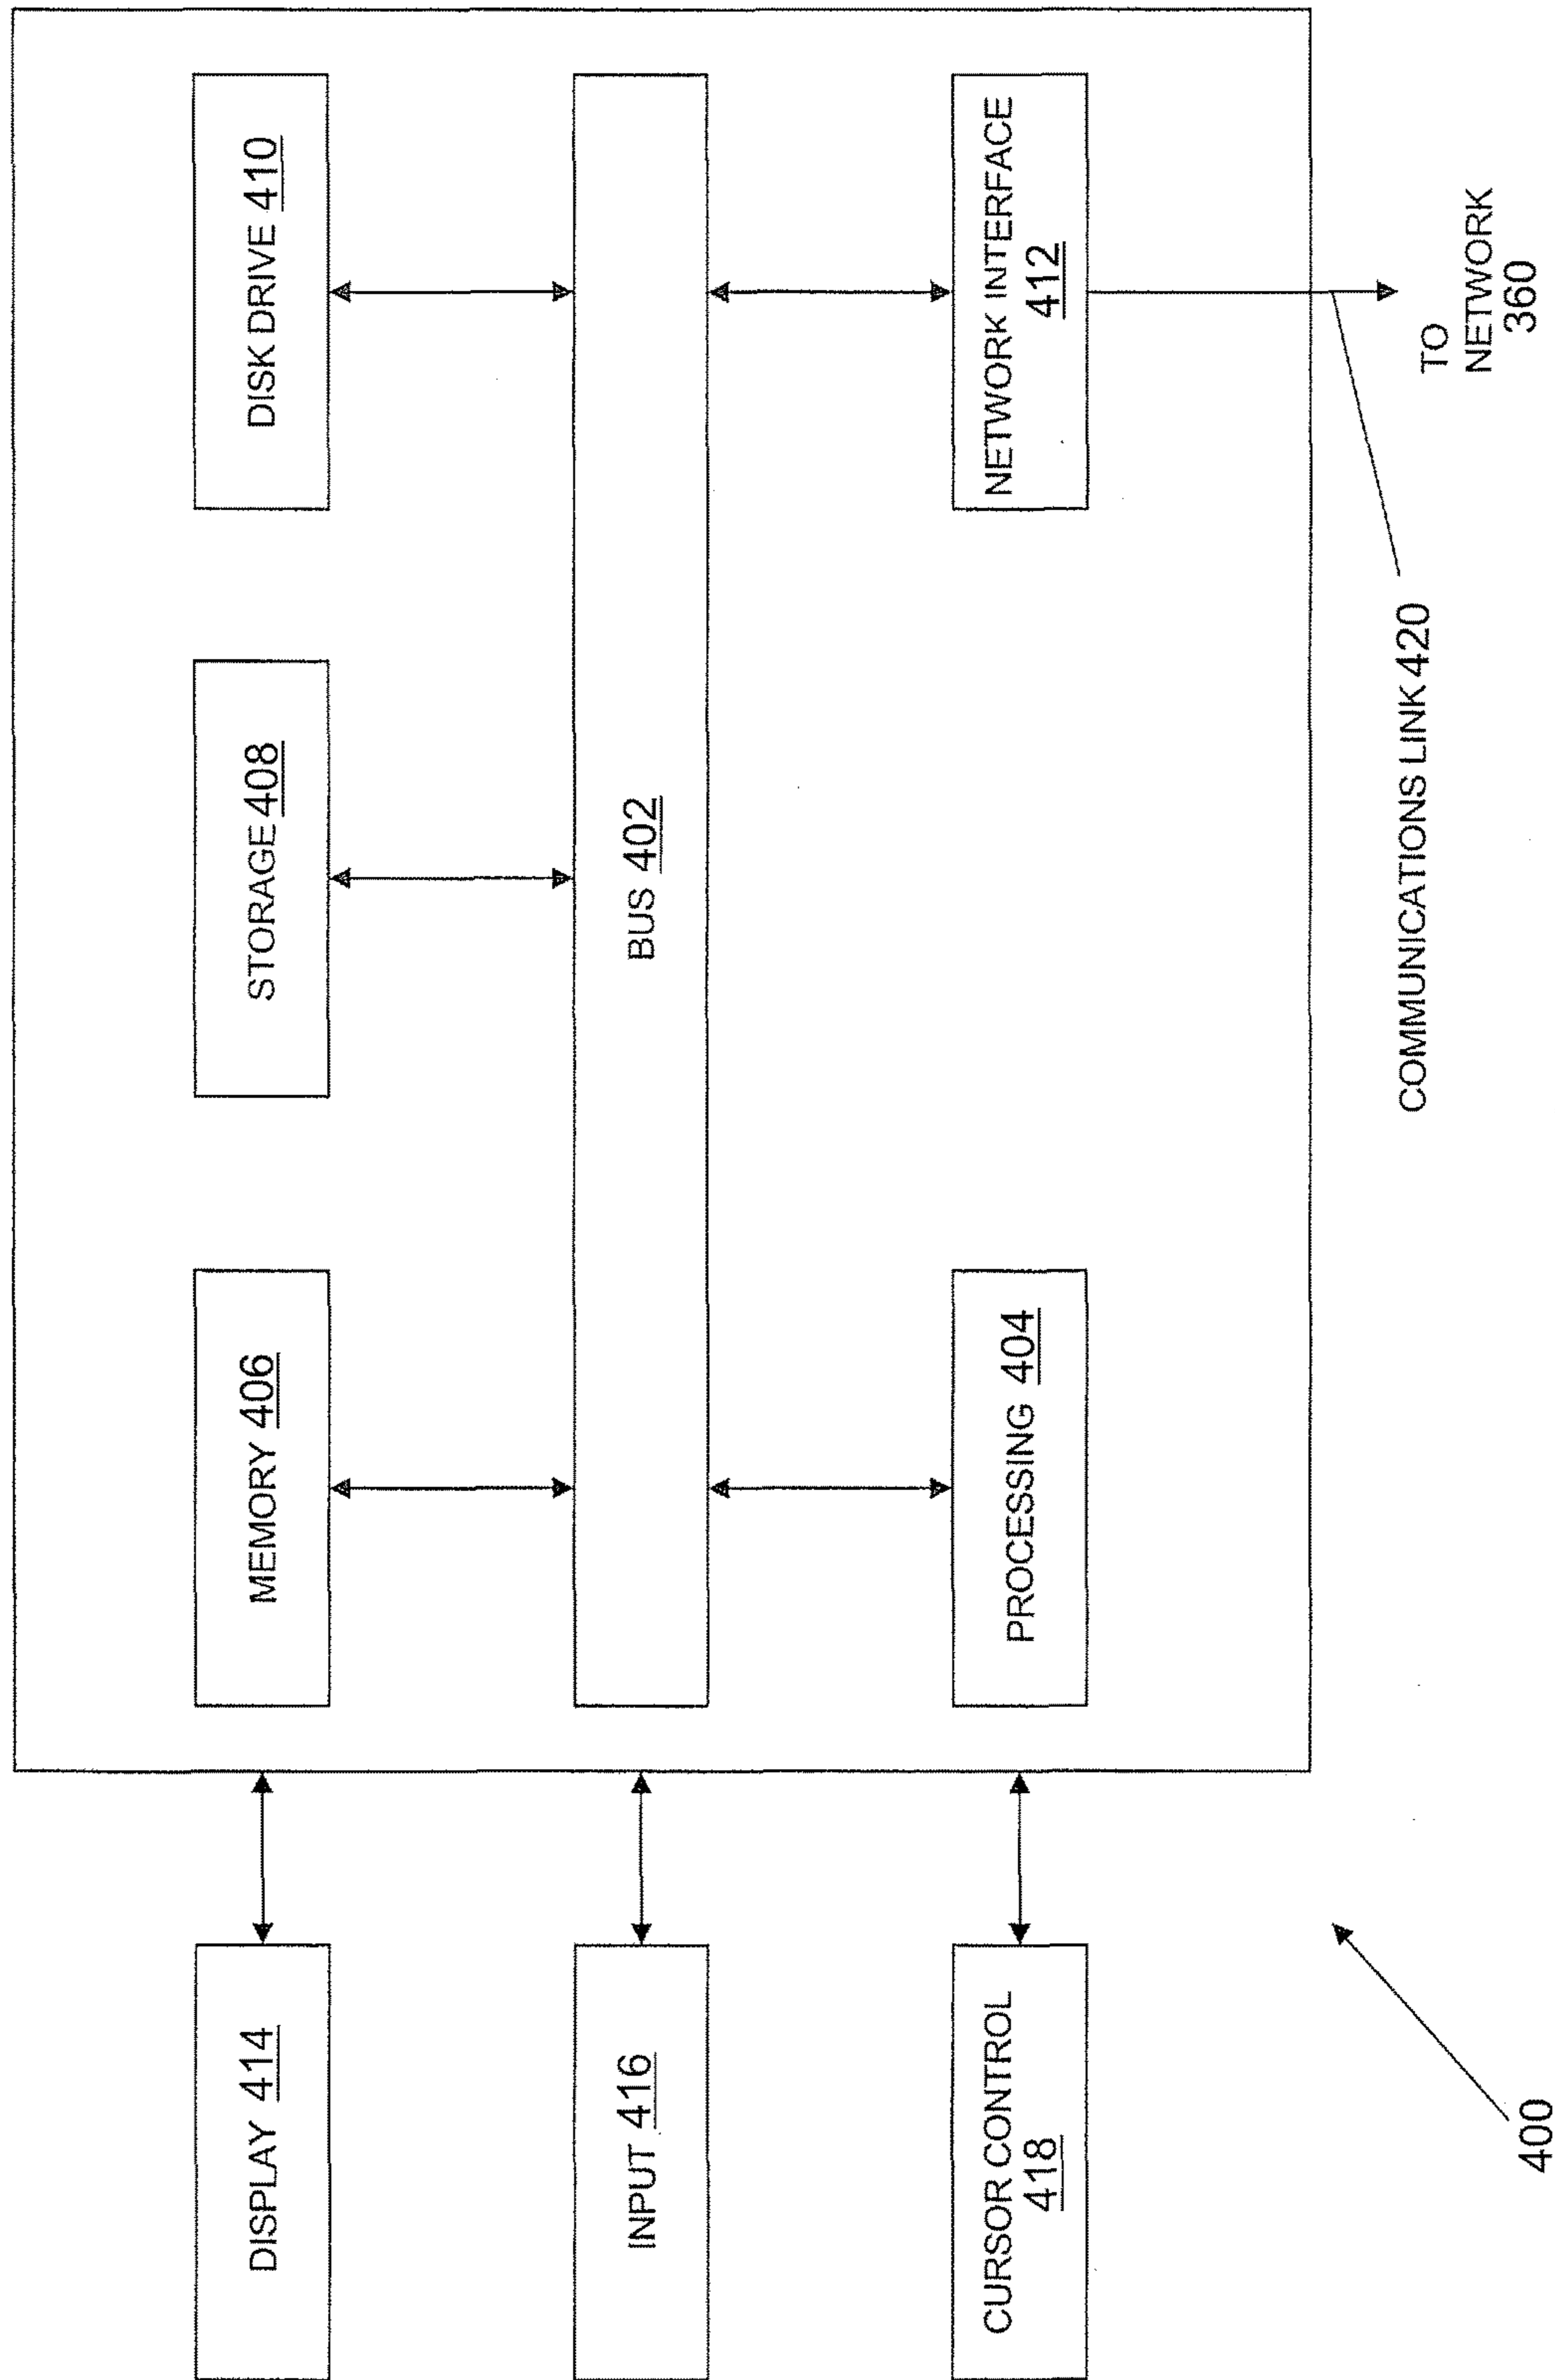 DISPLAY 414
MEMORY 406
STORAGE 408
DISK DRIVE 410
INPUT 416
BUS 402
CURSOR CONTROL
418
PROCESSING 404
NETWORK INTERFACE
412
COMMUNICATIONS LINK 420
TO
NETWORK
360
400